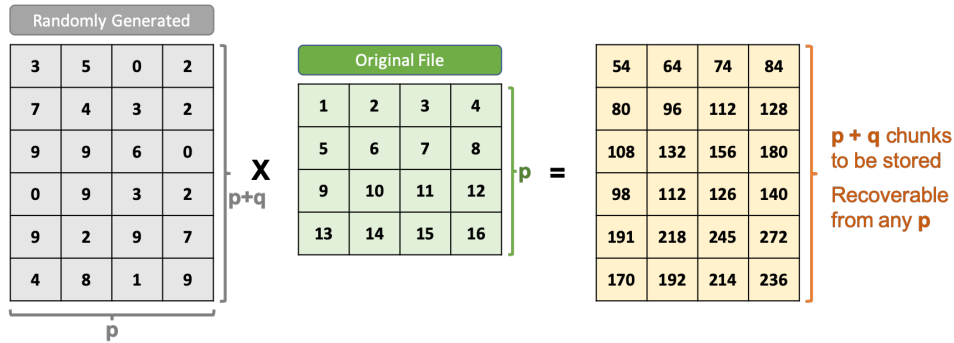 Randomly Generated
3 5 0 2
7 4 3 2
9 9 6 0
0 9 3 2
9 2 9 7
4 8 1 9
p+q
p
X
Original File
1 2 3 4
5 6 7 8
9 10 11 12
13 14 15 16
p
=
54 64 74 84
80 96 112 128
108 132 156 180
98 112 126 140
191 218 245 272
170 192 214 236
p + q chunks
to be stored
Recoverable
from any p